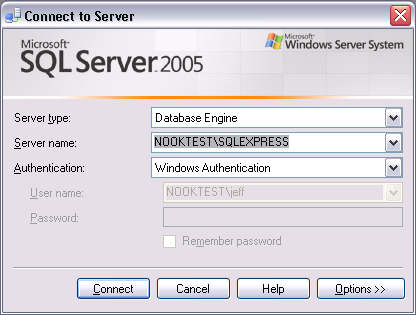 Connect to Server
Microsoft Microsoft
SQL Server 2005 Windows Server System
Server type: Database Engine
Server name: NOOKTEST\SQLEXPRESS
Authentication: Windows Authentication
User name: NOOKTEST\jeff
Password:
Remember password
Connect Cancel Help Options >>